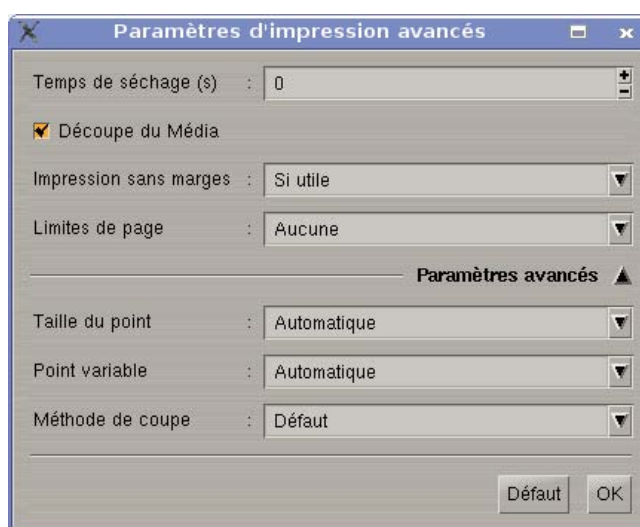 Paramètres d'impression avancés
Temps de séchage (s) : 0
Découpe du Média
Impression sans marges : Si utile
Limites de page : Aucune
Paramètres avancés
Taille du point : Automatique
Point variable : Automatique
Méthode de coupe : Défaut
Défaut OK